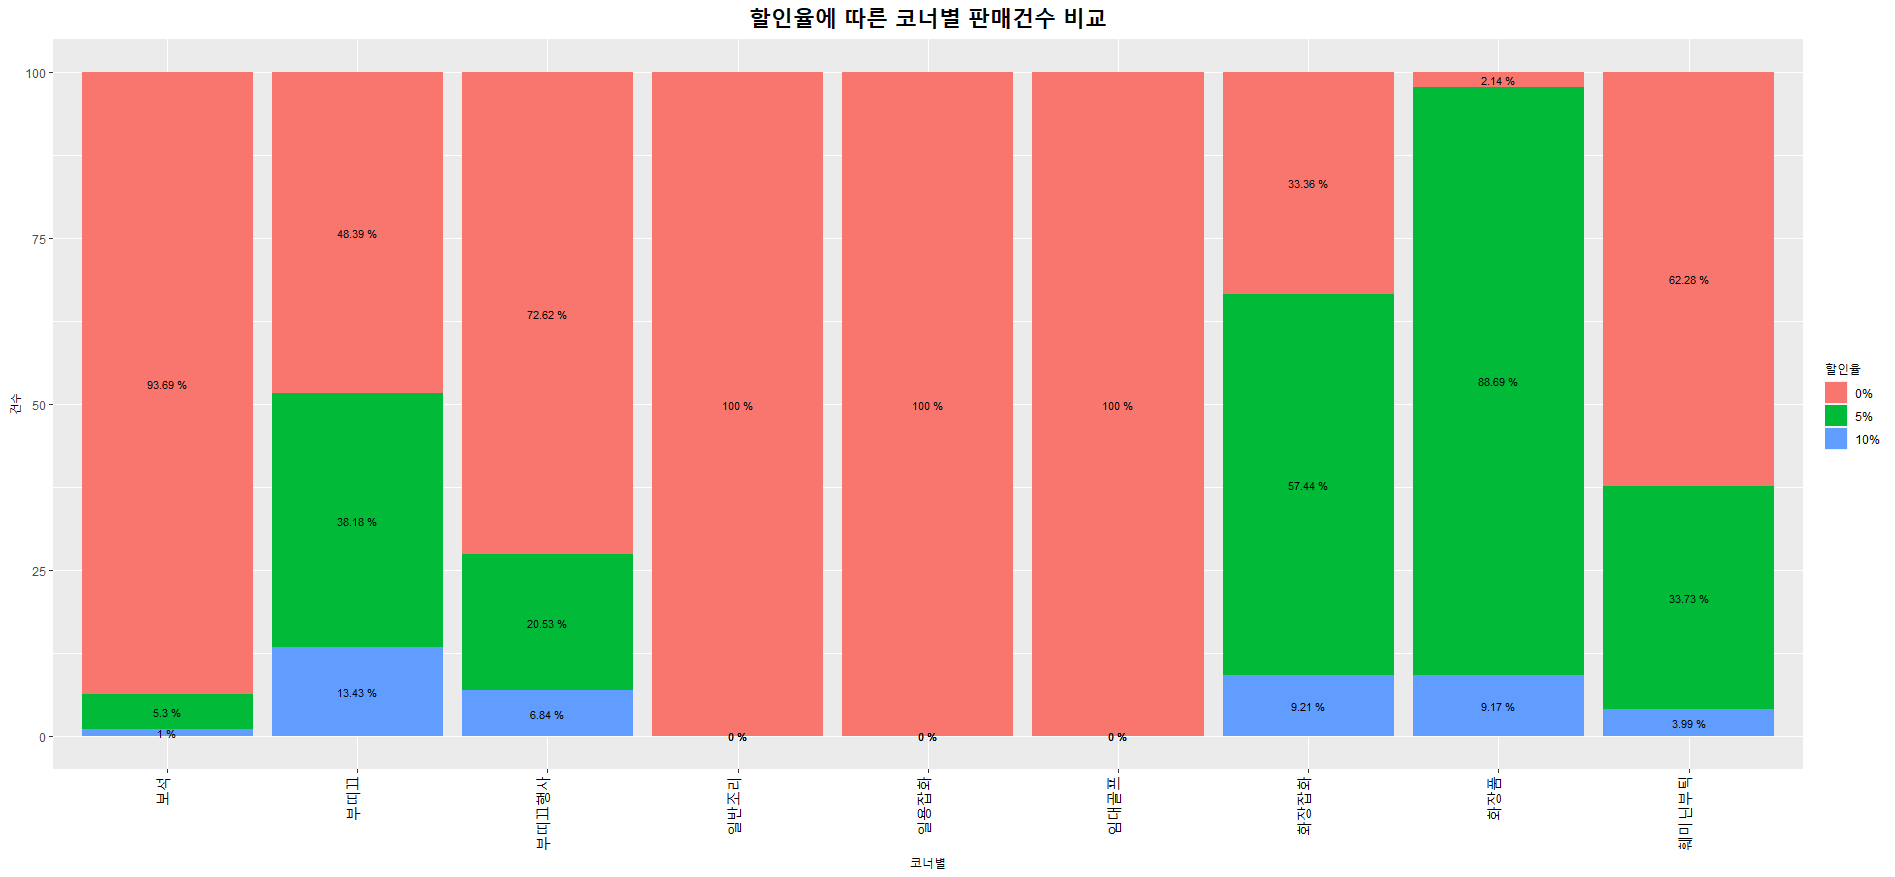 할인율에 따른 코너별 판매건수 비교
건수
100
75
50
25
0
93.69 %
5.3 %
1 %
48.39 %
38.18 %
13.43 %
72.62 %
20.53 %
6.84 %
100 %
0 %
100 %
0 %
100 %
0 %
33.36 %
57.44 %
9.21 %
2.14 %
88.69 %
9.17 %
62.28 %
33.73 %
3.99 %
보석
부띠끄
부띠끄행사
일반조리
일용잡화
임대골프
화장잡화
화장품
훼미닌부틱
코너별
할인율
0%
5%
10%